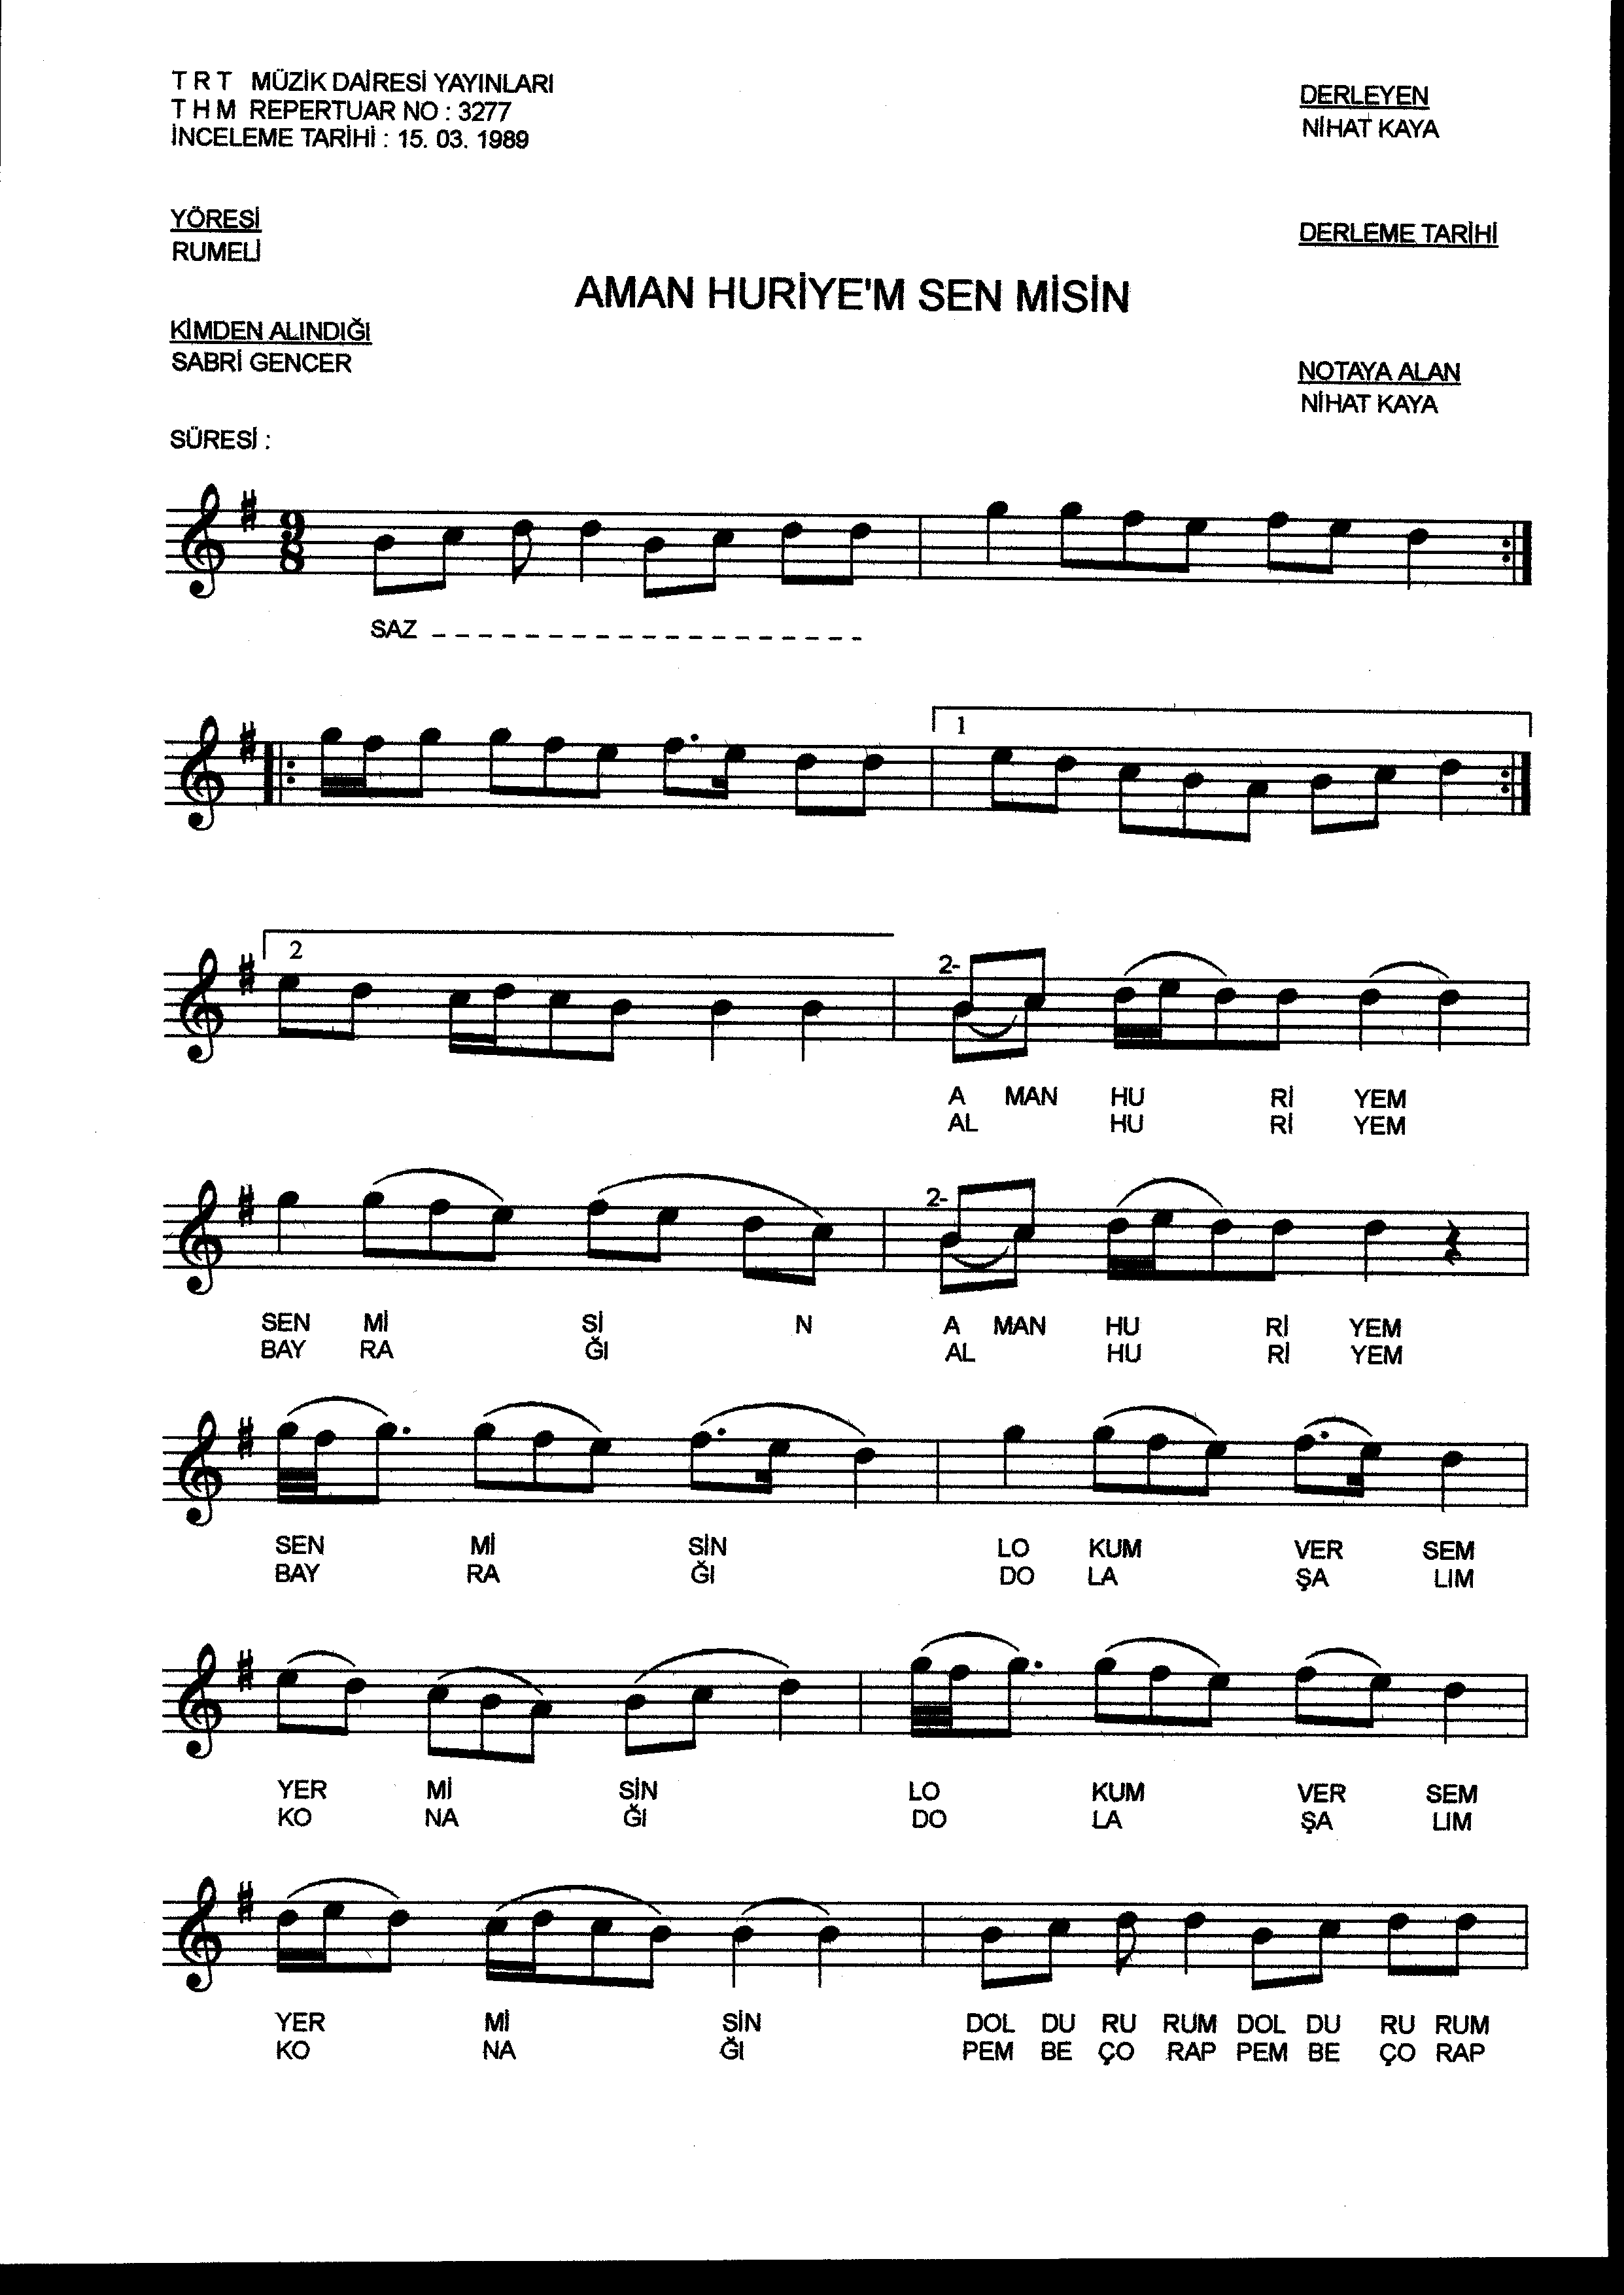 T R T MÜZİK DAİRESİ YAYINLARI
T H M REPERTUAR NO : 3277
İNCELEME TARİHİ : 15. 03. 1989
DERLEYEN
NİHAT KAYA
YÖRESİ
RUMELİ
DERLEME TARİHİ
AMAN HURİYE'M SEN MİSİN
KİMDEN ALINDIĞI
SABRİ GENCER
NOTAYA ALAN
NİHAT KAYA
SÜRESİ :
9
8
SAZ
1
2
2-
A MAN HU Rİ YEM
AL HU Rİ YEM
2-
SEN Mİ Sİ N A MAN HU Rİ YEM
BAY RA ĞI AL HU Rİ YEM
SEN Mİ SİN LO KUM VER SEM
BAY RA ĞI DO LA ŞA LIM
YER Mİ SİN LO KUM VER SEM
KO NA ĞI DO LA ŞA LIM
YER Mİ SİN DOL DU RU RUM DOL DU RU RUM
KO NA ĞI PEM BE ÇO RAP PEM BE ÇO RAP